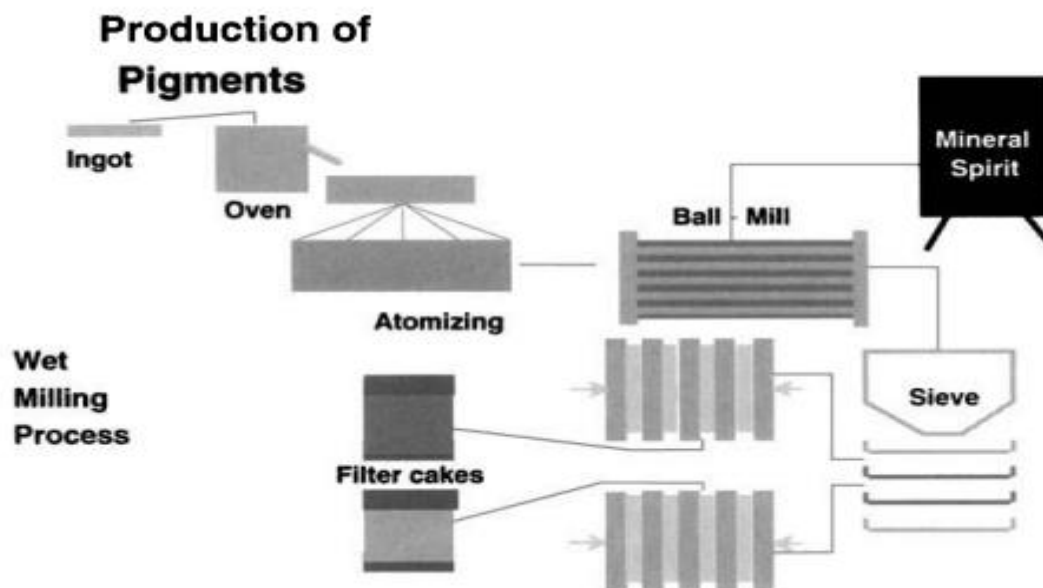 Production of
Pigments
Ingot
Oven
Mineral
Spirit
Ball - Mill
Atomizing
Wet
Milling
Process
Sieve
Filter cakes